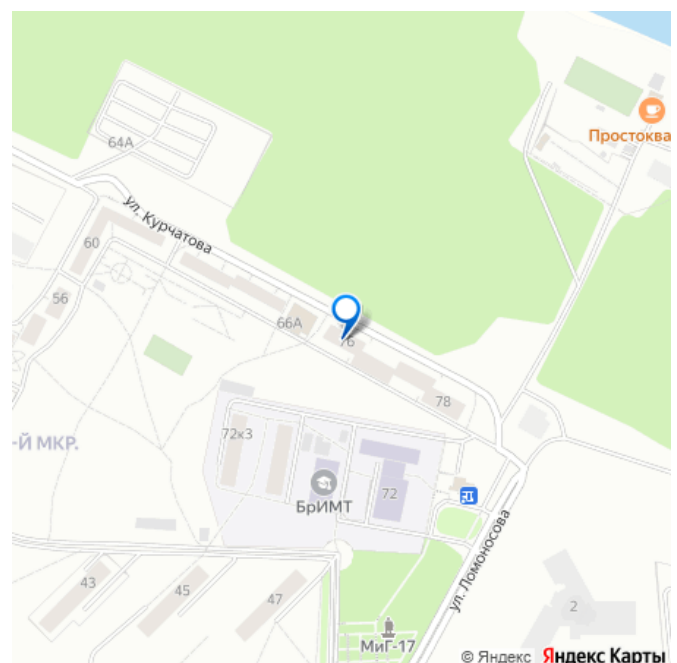 Простоква
64А
ул. Курчатова
60
56
66А
76
78
-Й МКР.
72к3
БрИМТ
72
ул. Ломоносова
43
45
47
2
МиГ-17
© Яндекс Яндекс Карты